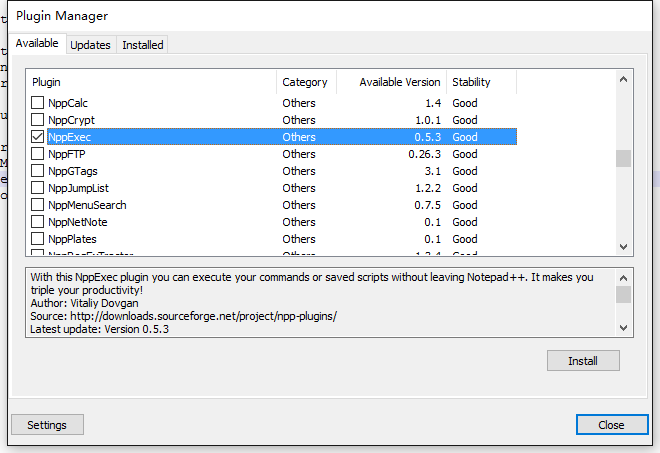 Plugin Manager
Available Updates Installed
Plugin Category Available Version Stability
NppCalc Others 1.4 Good
NppCrypt Others 1.0.1 Good
NppExec Others 0.5.3 Good
NppFTP Others 0.26.3 Good
NppGTags Others 3.1 Good
NppJumpList Others 1.2.2 Good
NppMenuSearch Others 0.7.5 Good
NppNetNote Others 0.1 Good
NppPlates Others 0.1 Good
Others Good
With this NppExec plugin you can execute your commands or saved scripts without leaving Notepad++. It makes you
triple your productivity!
Author: Vitaliy Dovgan
Source: http://downloads.sourceforge.net/project/npp-plugins/
Latest update: Version 0.5.3
Install
Settings Close